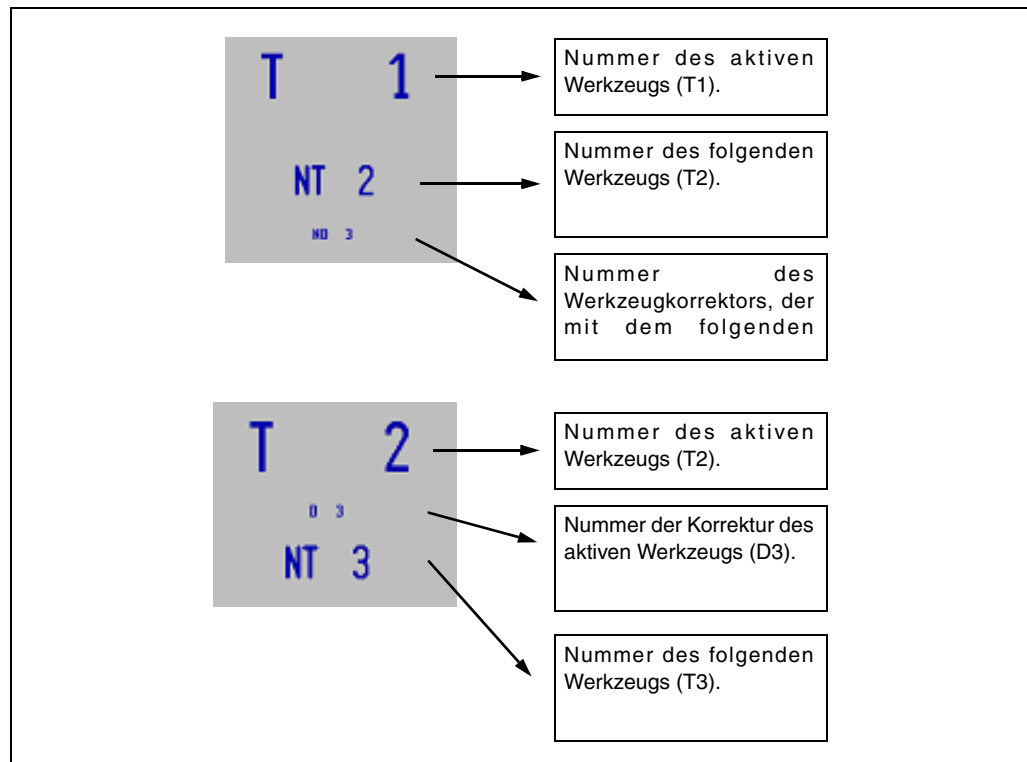 T 1
Nummer des aktiven
Werkzeugs (T1).
NT 2
Nummer des folgenden
Werkzeugs (T2).
ND 3
Nummer des
Werkzeugkorrektors, der
mit dem folgenden
T 2
Nummer des aktiven
Werkzeugs (T2).
D 3
Nummer der Korrektur des
aktiven Werkzeugs (D3).
NT 3
Nummer des folgenden
Werkzeugs (T3).